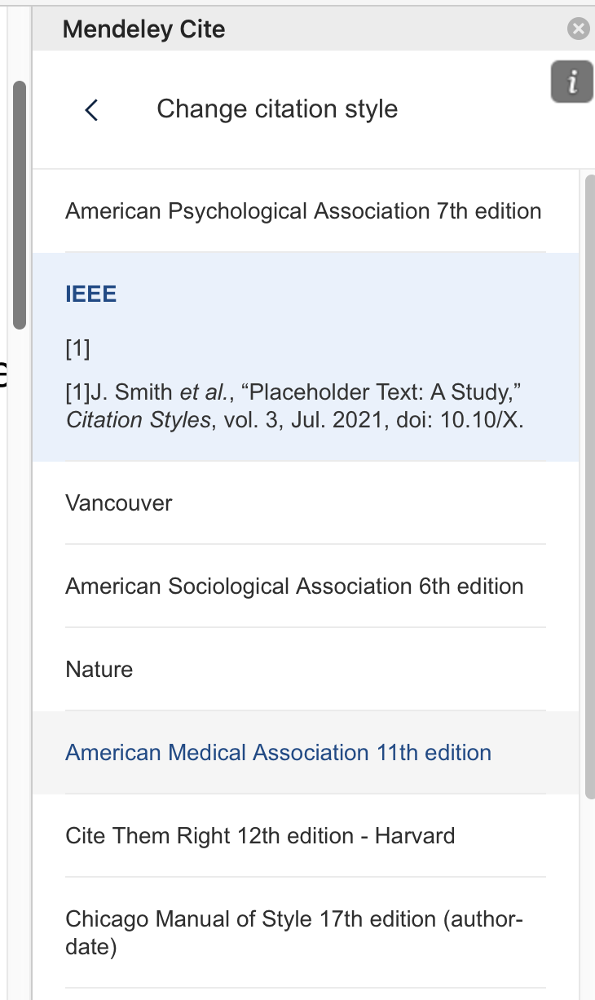 Mendeley Cite
Change citation style
American Psychological Association 7th edition
IEEE
[1]
[1]J. Smith et al., “Placeholder Text: A Study,”
Citation Styles, vol. 3, Jul. 2021, doi: 10.10/X.
Vancouver
American Sociological Association 6th edition
Nature
American Medical Association 11th edition
Cite Them Right 12th edition - Harvard
Chicago Manual of Style 17th edition (author-
date)